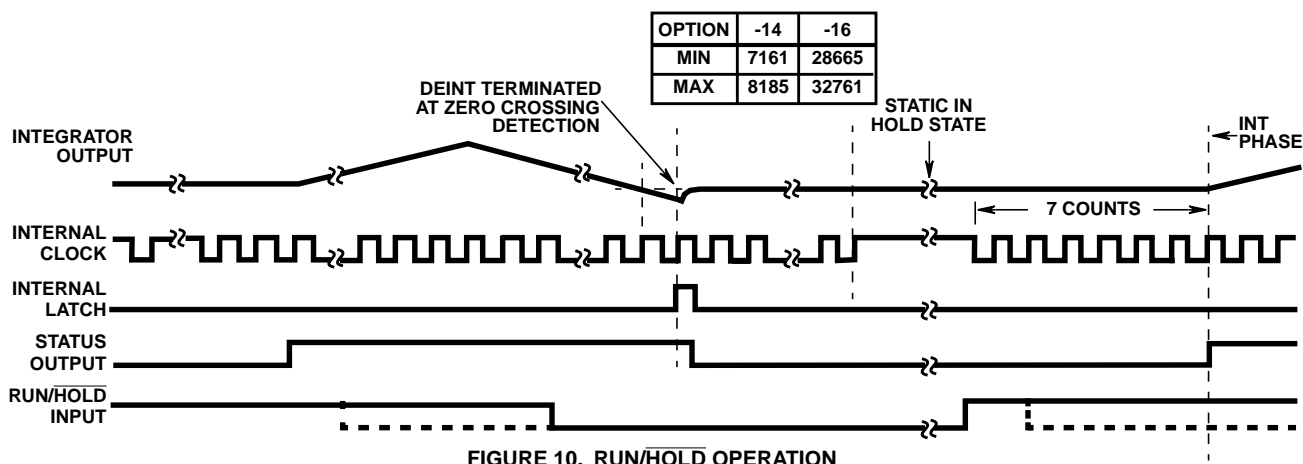 OPTION -14 -16
MIN 7161 28665
MAX 8185 32761
DEINT TERMINATED
AT ZERO CROSSING
DETECTION
STATIC IN
HOLD STATE
INT
PHASE
INTEGRATOR
OUTPUT
7 COUNTS
INTERNAL
CLOCK
INTERNAL
LATCH
STATUS
OUTPUT
RUN/HOLD
INPUT
FIGURE 10. RUN/HOLD OPERATION